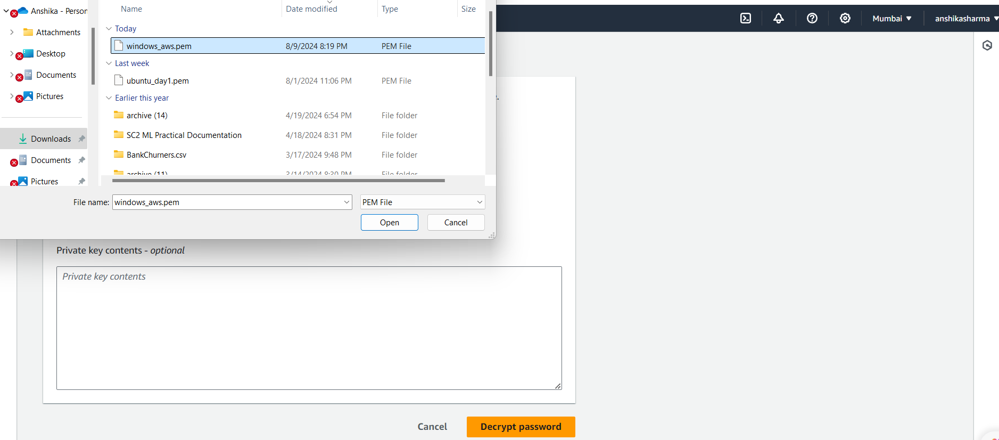 Anshika - Person
Attachments
Desktop
Documents
Pictures
Downloads
Documents
Pictures
Name Date modified Type Size
Today
windows_aws.pem 8/9/2024 8:19 PM PEM File
Last week
ubuntu_day1.pem 8/1/2024 11:06 PM PEM File
Earlier this year
archive (14) 4/19/2024 6:54 PM File folder
SC2 ML Practical Documentation 4/18/2024 8:31 PM File folder
BankChurners.csv 3/17/2024 9:48 PM File folder
archive (11) 3/14/2024 8:30 PM File folder
File name: windows_aws.pem PEM File
Open Cancel
Mumbai anshikasharma
Private key contents - optional
Private key contents
Cancel Decrypt password